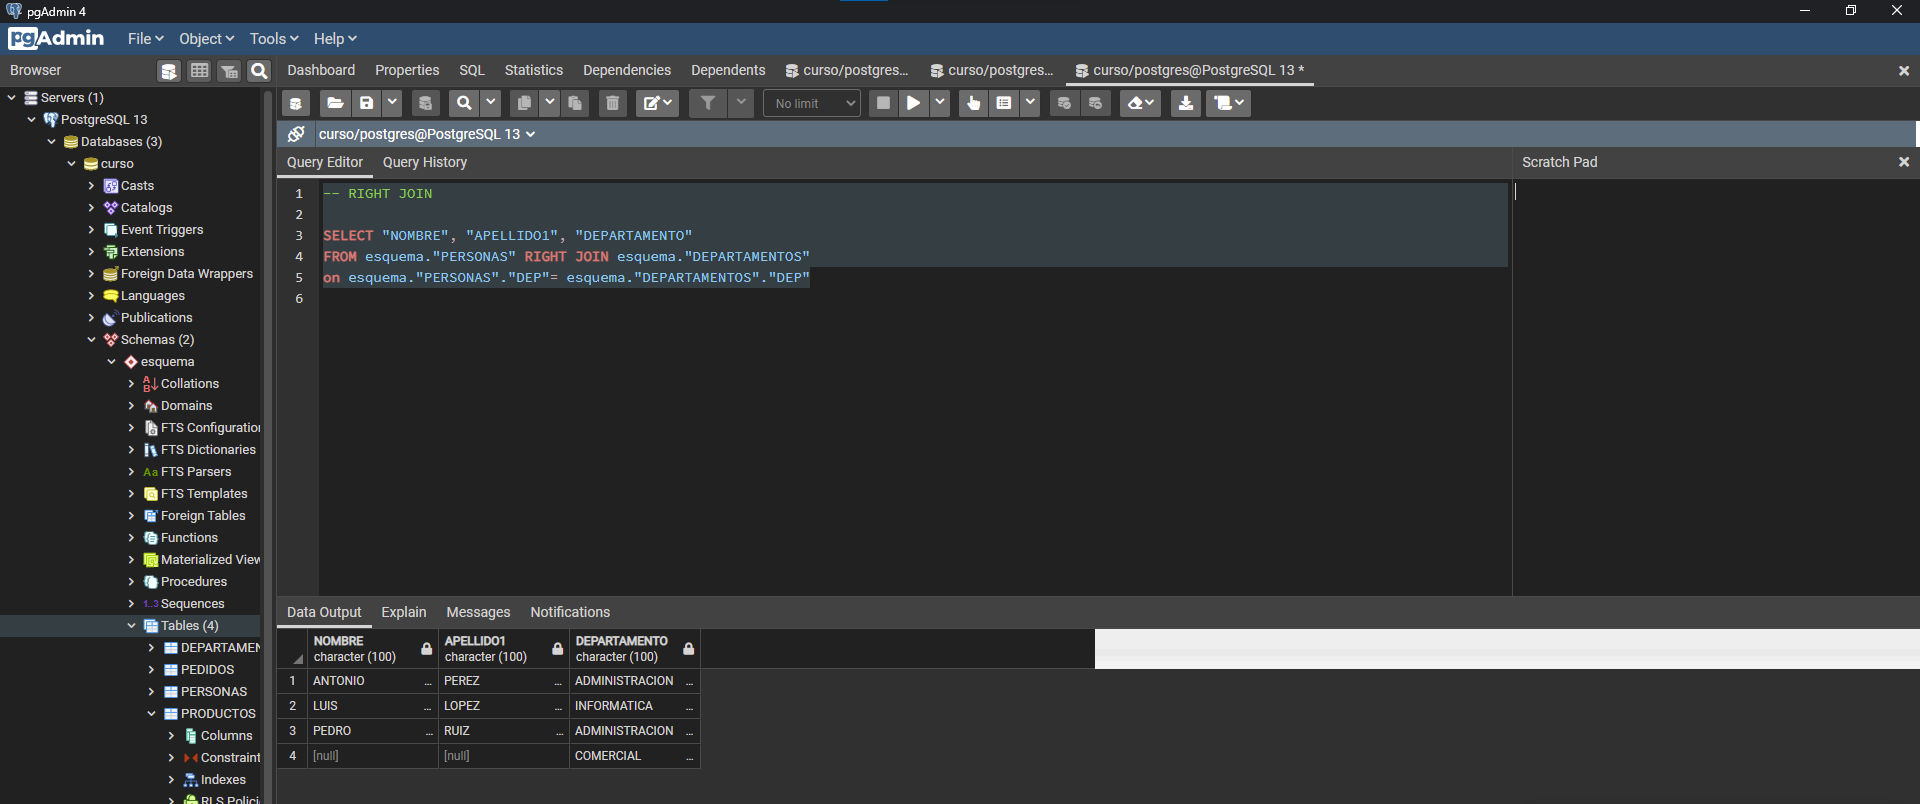 pgAdmin 4
pgAdmin File Object Tools Help
Browser
Dashboard Properties SQL Statistics Dependencies Dependents curso/postgres... curso/postgres... curso/postgres@PostgreSQL 13 *
No limit
curso/postgres@PostgreSQL 13
Query Editor Query History
Scratch Pad
Servers (1)
PostgreSQL 13
Databases (3)
curso
Casts
Catalogs
Event Triggers
Extensions
Foreign Data Wrappers
Languages
Publications
Schemas (2)
esquema
Collations
Domains
FTS Configuration
FTS Dictionaries
FTS Parsers
FTS Templates
Foreign Tables
Functions
Materialized View
Procedures
1..3 Sequences
Tables (4)
DEPARTAMEN
PEDIDOS
PERSONAS
PRODUCTOS
Columns
Constraint
Indexes
RLS Polici
1 -- RIGHT JOIN
2
3 SELECT "NOMBRE", "APELLIDO1", "DEPARTAMENTO"
4 FROM esquema."PERSONAS" RIGHT JOIN esquema."DEPARTAMENTOS"
5 on esquema."PERSONAS"."DEP"= esquema."DEPARTAMENTOS"."DEP"
6
Data Output Explain Messages Notifications
NOMBRE APELLIDO1 DEPARTAMENTO
character (100) character (100) character (100)
1 ANTONIO ... PEREZ ... ADMINISTRACION ...
2 LUIS ... LOPEZ ... INFORMATICA ...
3 PEDRO ... RUIZ ... ADMINISTRACION ...
4 [null] [null] COMERCIAL ...